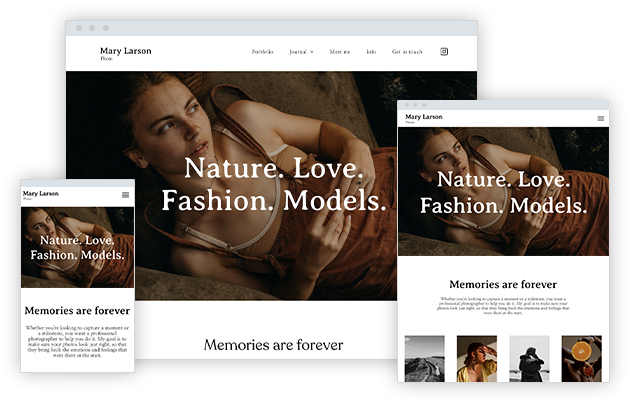 Mary Larson
Photo
Portfolio Journal Meet me Info Get in touch
Nature. Love.
Fashion. Models.
Memories are forever
Mary Larson
Photo
Nature. Love.
Fashion. Models.
Memories are forever
Whether you're looking to capture a moment or
a milestone, you want a professional
photographer to help you do it. My goal is to
make sure your photos look just right, so that
they bring back the emotions and feelings that
were there at the start.
Mary Larson
Photo
Nature. Love.
Fashion. Models.
Memories are forever
Whether you're looking to capture a moment or a milestone, you want a
professional photographer to help you do it. My goal is to make sure your
photos look just right, so that they bring back the emotions and feelings that
were there at the start.